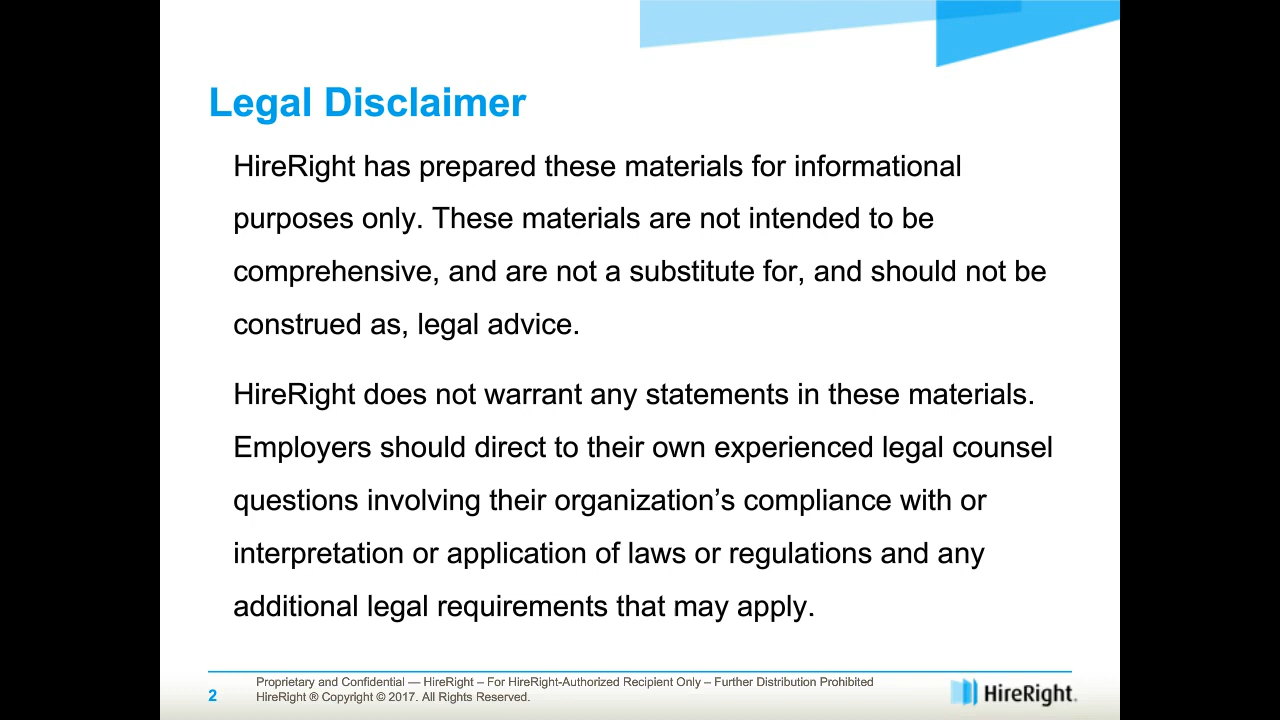 Legal Disclaimer
HireRight has prepared these materials for informational
purposes only. These materials are not intended to be
comprehensive, and are not a substitute for, and should not be
construed as, legal advice.
HireRight does not warrant any statements in these materials.
Employers should direct to their own experienced legal counsel
questions involving their organization’s compliance with or
interpretation or application of laws or regulations and any
additional legal requirements that may apply.
2
Proprietary and Confidential — HireRight – For HireRight-Authorized Recipient Only – Further Distribution Prohibited
HireRight ® Copyright © 2017. All Rights Reserved.
HireRight.